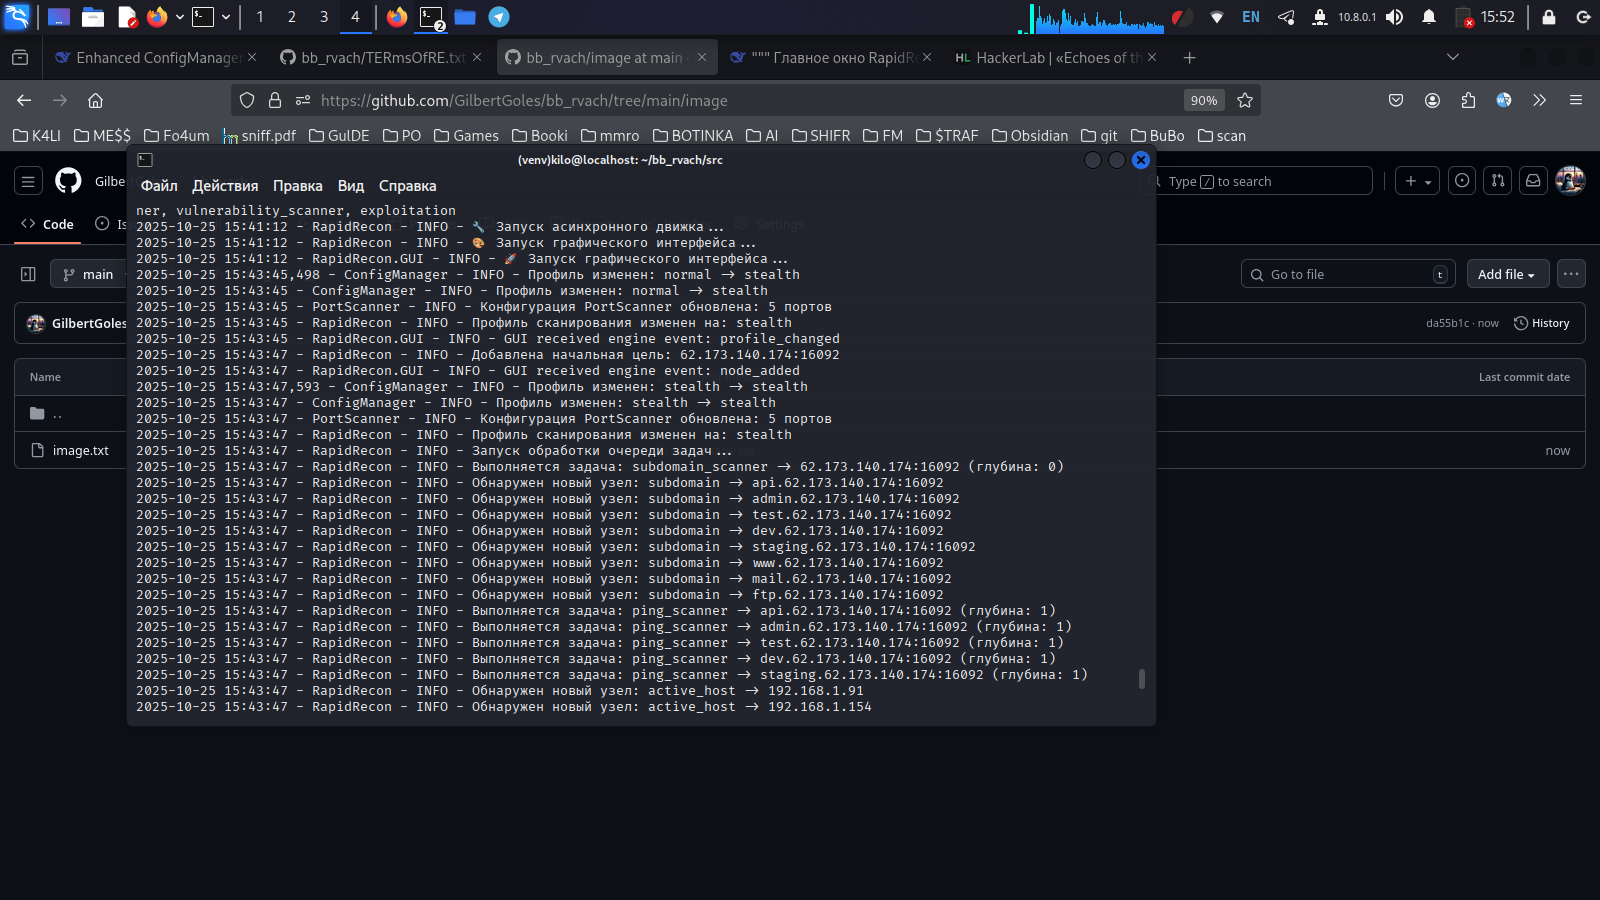 1 2 3 4 2 EN 10.8.0.1 15:52
Enhanced ConfigManager bb_rvach/TERmsOfRE.txt bb_rvach/image at main """ Главное окно RapidRe HL HackerLab | «Echoes of th
https://github.com/GilbertGoles/bb_rvach/tree/main/image 90%
K4LI ME$$ Fo4um sniff.pdf GulDE PO Games Booki mmro BOTINKA AI SHIFR FM $TRAF Obsidian git BuBo scan
(venv)kilo@localhost: ~/bb_rvach/src
Gilber Type / to search
Файл Действия Правка Вид Справка
Code Is Settings
main Go to file t Add file
GilbertGoles da55b1c · now History
Name Last commit date
..
image.txt now
ner, vulnerability_scanner, exploitation
2025-10-25 15:41:12 - RapidRecon - INFO - 🔧 Запуск асинхронного движка...
2025-10-25 15:41:12 - RapidRecon - INFO - 🎨 Запуск графического интерфейса...
2025-10-25 15:41:12 - RapidRecon.GUI - INFO - 🚀 Запуск графического интерфейса...
2025-10-25 15:43:45,498 - ConfigManager - INFO - Профиль изменен: normal → stealth
2025-10-25 15:43:45 - ConfigManager - INFO - Профиль изменен: normal → stealth
2025-10-25 15:43:45 - PortScanner - INFO - Конфигурация PortScanner обновлена: 5 портов
2025-10-25 15:43:45 - RapidRecon - INFO - Профиль сканирования изменен на: stealth
2025-10-25 15:43:45 - RapidRecon.GUI - INFO - GUI received engine event: profile_changed
2025-10-25 15:43:47 - RapidRecon - INFO - Добавлена начальная цель: 62.173.140.174:16092
2025-10-25 15:43:47 - RapidRecon.GUI - INFO - GUI received engine event: node_added
2025-10-25 15:43:47,593 - ConfigManager - INFO - Профиль изменен: stealth → stealth
2025-10-25 15:43:47 - ConfigManager - INFO - Профиль изменен: stealth → stealth
2025-10-25 15:43:47 - PortScanner - INFO - Конфигурация PortScanner обновлена: 5 портов
2025-10-25 15:43:47 - RapidRecon - INFO - Профиль сканирования изменен на: stealth
2025-10-25 15:43:47 - RapidRecon - INFO - Запуск обработки очереди задач...
2025-10-25 15:43:47 - RapidRecon - INFO - Выполняется задача: subdomain_scanner → 62.173.140.174:16092 (глубина: 0)
2025-10-25 15:43:47 - RapidRecon - INFO - Обнаружен новый узел: subdomain → api.62.173.140.174:16092
2025-10-25 15:43:47 - RapidRecon - INFO - Обнаружен новый узел: subdomain → admin.62.173.140.174:16092
2025-10-25 15:43:47 - RapidRecon - INFO - Обнаружен новый узел: subdomain → test.62.173.140.174:16092
2025-10-25 15:43:47 - RapidRecon - INFO - Обнаружен новый узел: subdomain → dev.62.173.140.174:16092
2025-10-25 15:43:47 - RapidRecon - INFO - Обнаружен новый узел: subdomain → staging.62.173.140.174:16092
2025-10-25 15:43:47 - RapidRecon - INFO - Обнаружен новый узел: subdomain → www.62.173.140.174:16092
2025-10-25 15:43:47 - RapidRecon - INFO - Обнаружен новый узел: subdomain → mail.62.173.140.174:16092
2025-10-25 15:43:47 - RapidRecon - INFO - Обнаружен новый узел: subdomain → ftp.62.173.140.174:16092
2025-10-25 15:43:47 - RapidRecon - INFO - Выполняется задача: ping_scanner → api.62.173.140.174:16092 (глубина: 1)
2025-10-25 15:43:47 - RapidRecon - INFO - Выполняется задача: ping_scanner → admin.62.173.140.174:16092 (глубина: 1)
2025-10-25 15:43:47 - RapidRecon - INFO - Выполняется задача: ping_scanner → test.62.173.140.174:16092 (глубина: 1)
2025-10-25 15:43:47 - RapidRecon - INFO - Выполняется задача: ping_scanner → dev.62.173.140.174:16092 (глубина: 1)
2025-10-25 15:43:47 - RapidRecon - INFO - Выполняется задача: ping_scanner → staging.62.173.140.174:16092 (глубина: 1)
2025-10-25 15:43:47 - RapidRecon - INFO - Обнаружен новый узел: active_host → 192.168.1.91
2025-10-25 15:43:47 - RapidRecon - INFO - Обнаружен новый узел: active_host → 192.168.1.154